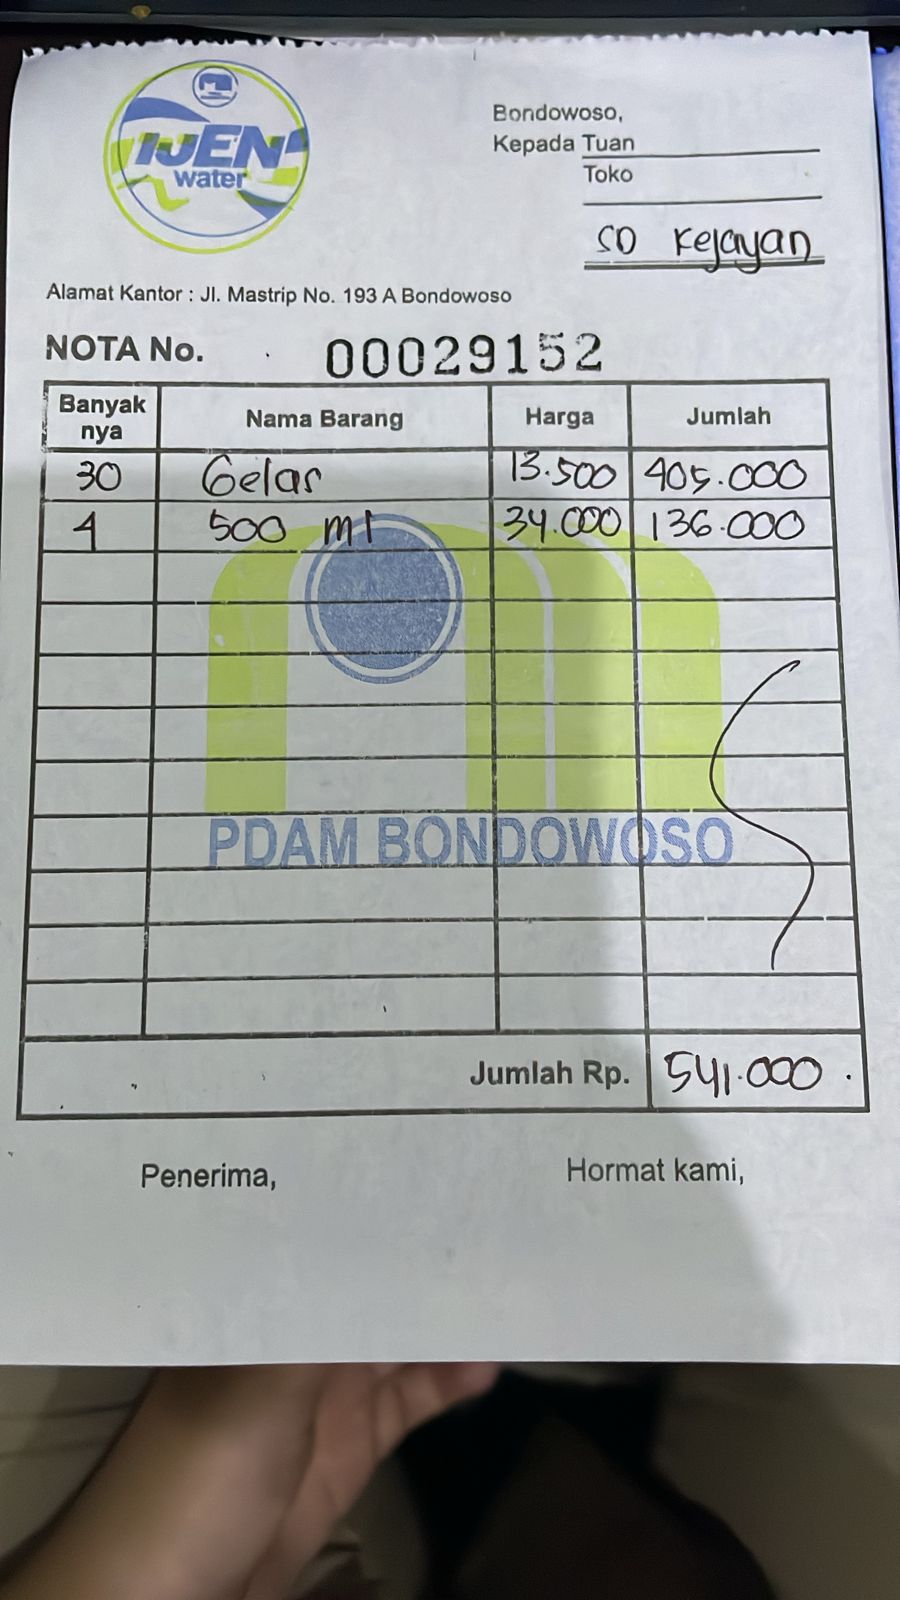 IJEN
water
Bondowoso,
Kepada Tuan
Toko
SD Kejayan
Alamat Kantor : Jl. Mastrip No. 193 A Bondowoso
NOTA No. 00029152
Banyak nya Nama Barang Harga Jumlah
30 Gelas 13.500 405.000
4 500 ml 34.000 136.000
PDAM BONDOWOSO
Jumlah Rp. 541.000
Penerima, Hormat kami,